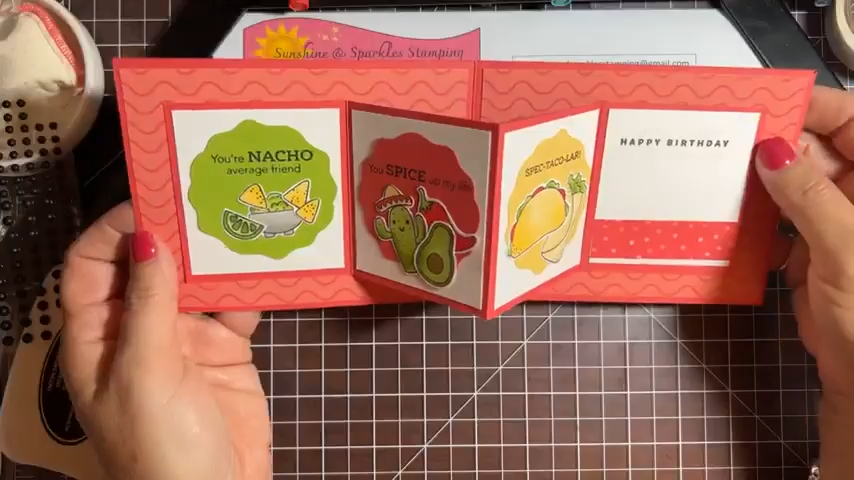 Sunshine & Sparkles Stamping
You're NACHO
average friend
You SPICE up my life
SPEC-TACO-LAR!
HAPPY BIRTHDAY